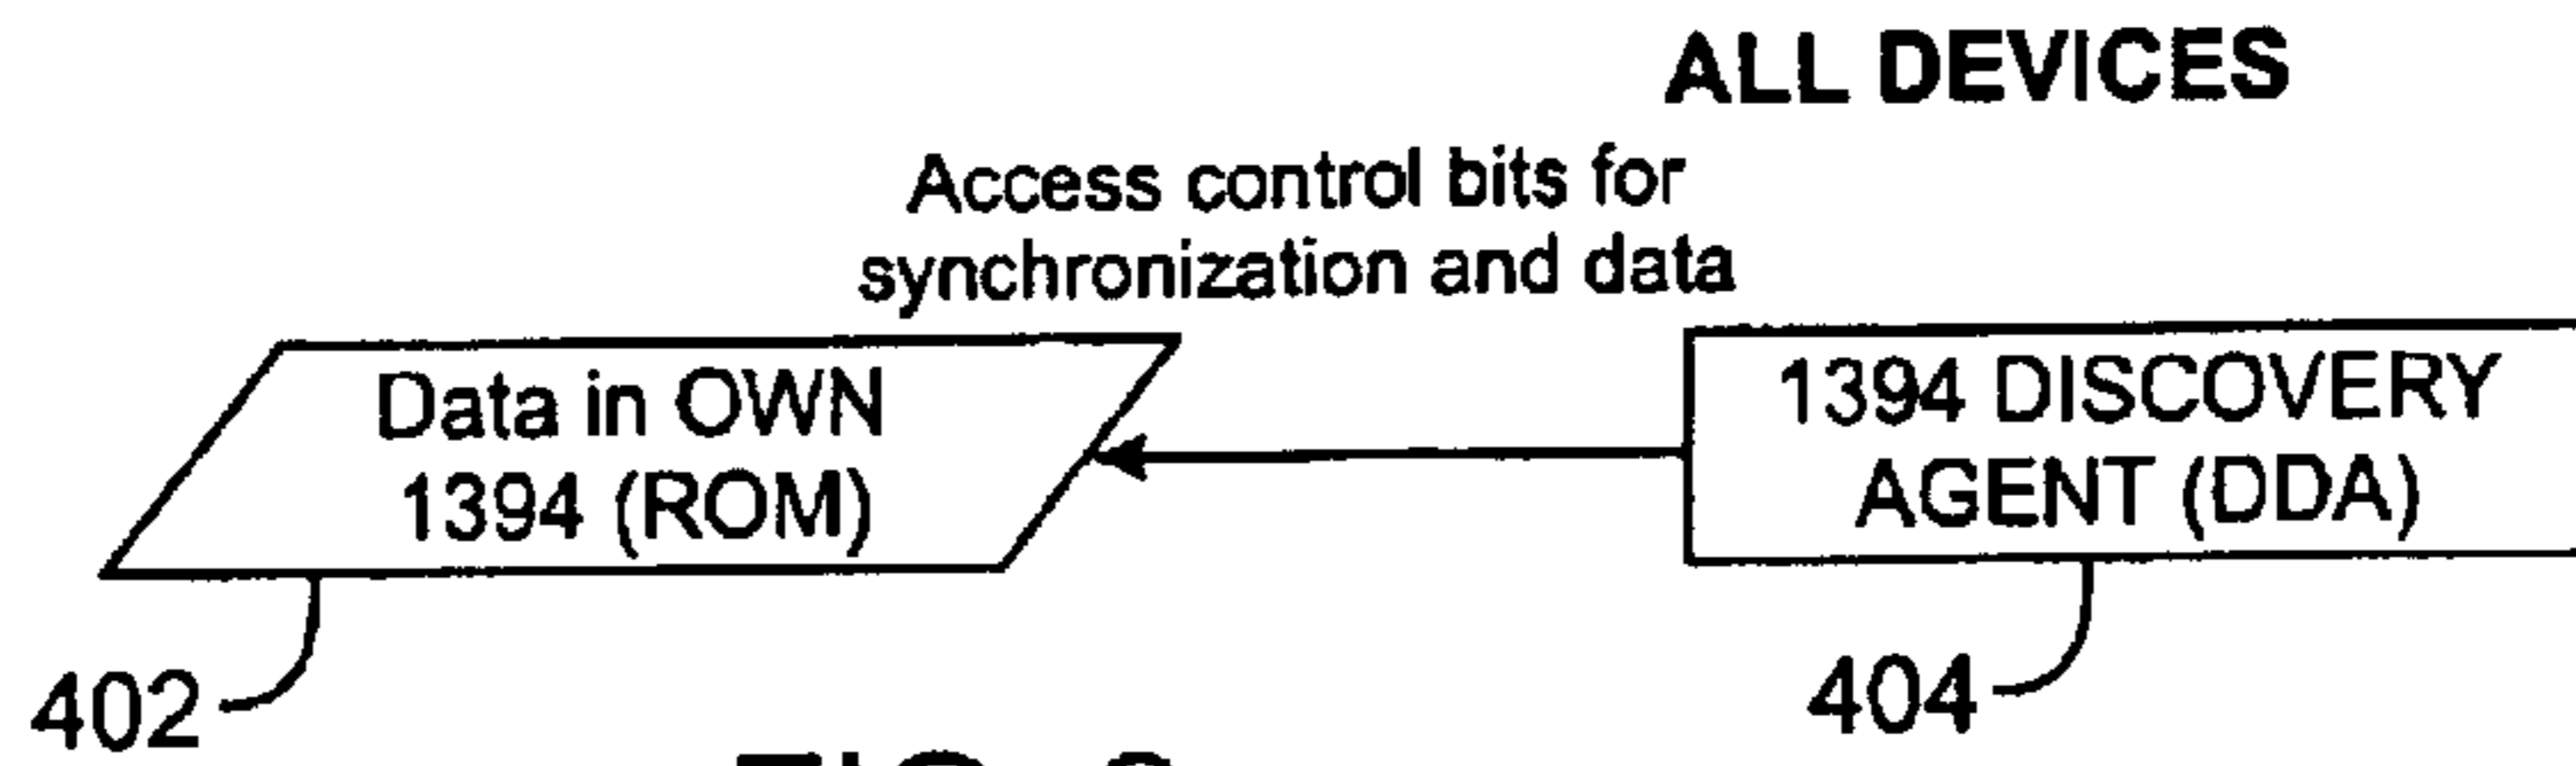 ALL DEVICES
Access control bits for
synchronization and data
Data in OWN
1394 (ROM)
1394 DISCOVERY
AGENT (DDA)
402
404